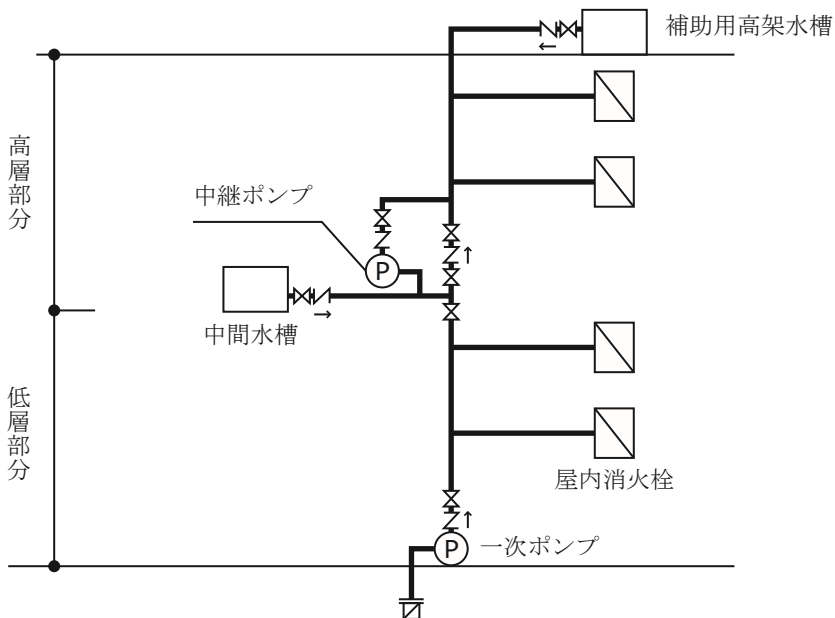 補助用高架水槽
高層部分
中継ポンプ
P
中間水槽
低層部分
屋内消火栓
P
一次ポンプ